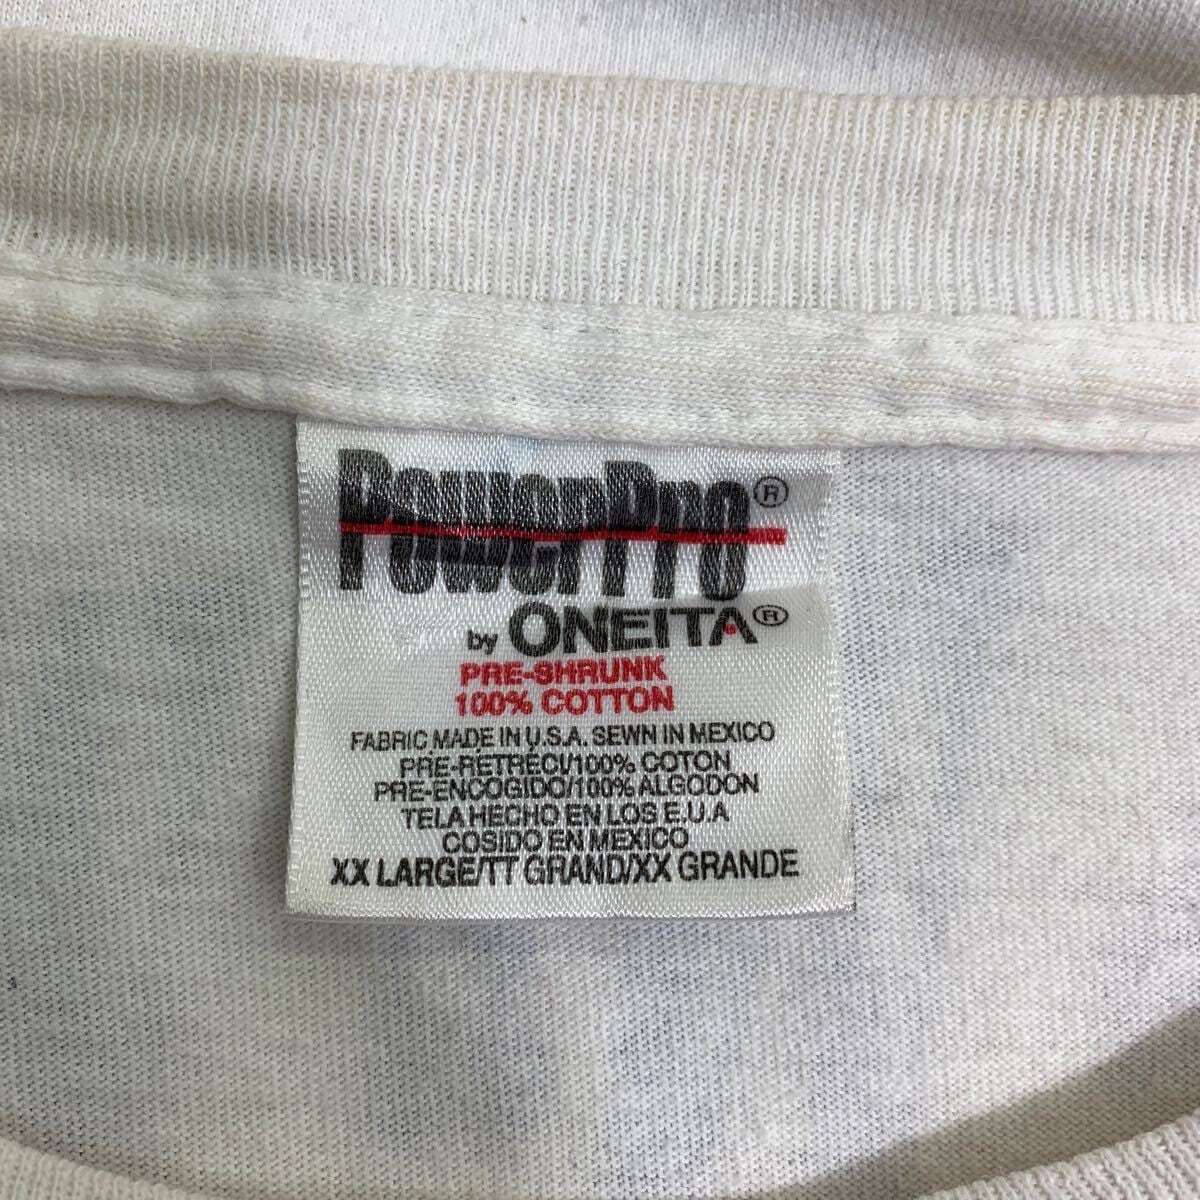 PowerPro®
by ONEITA®
PRE-SHRUNK
100% COTTON
FABRIC MADE IN U.S.A. SEWN IN MEXICO
PRE-RÉTRÉCI/100% COTON
PRE-ENCOGIDO/100% ALGODON
TELA HECHO EN LOS E.U.A
COSIDO EN MEXICO
XX LARGE/TT GRAND/XX GRANDE